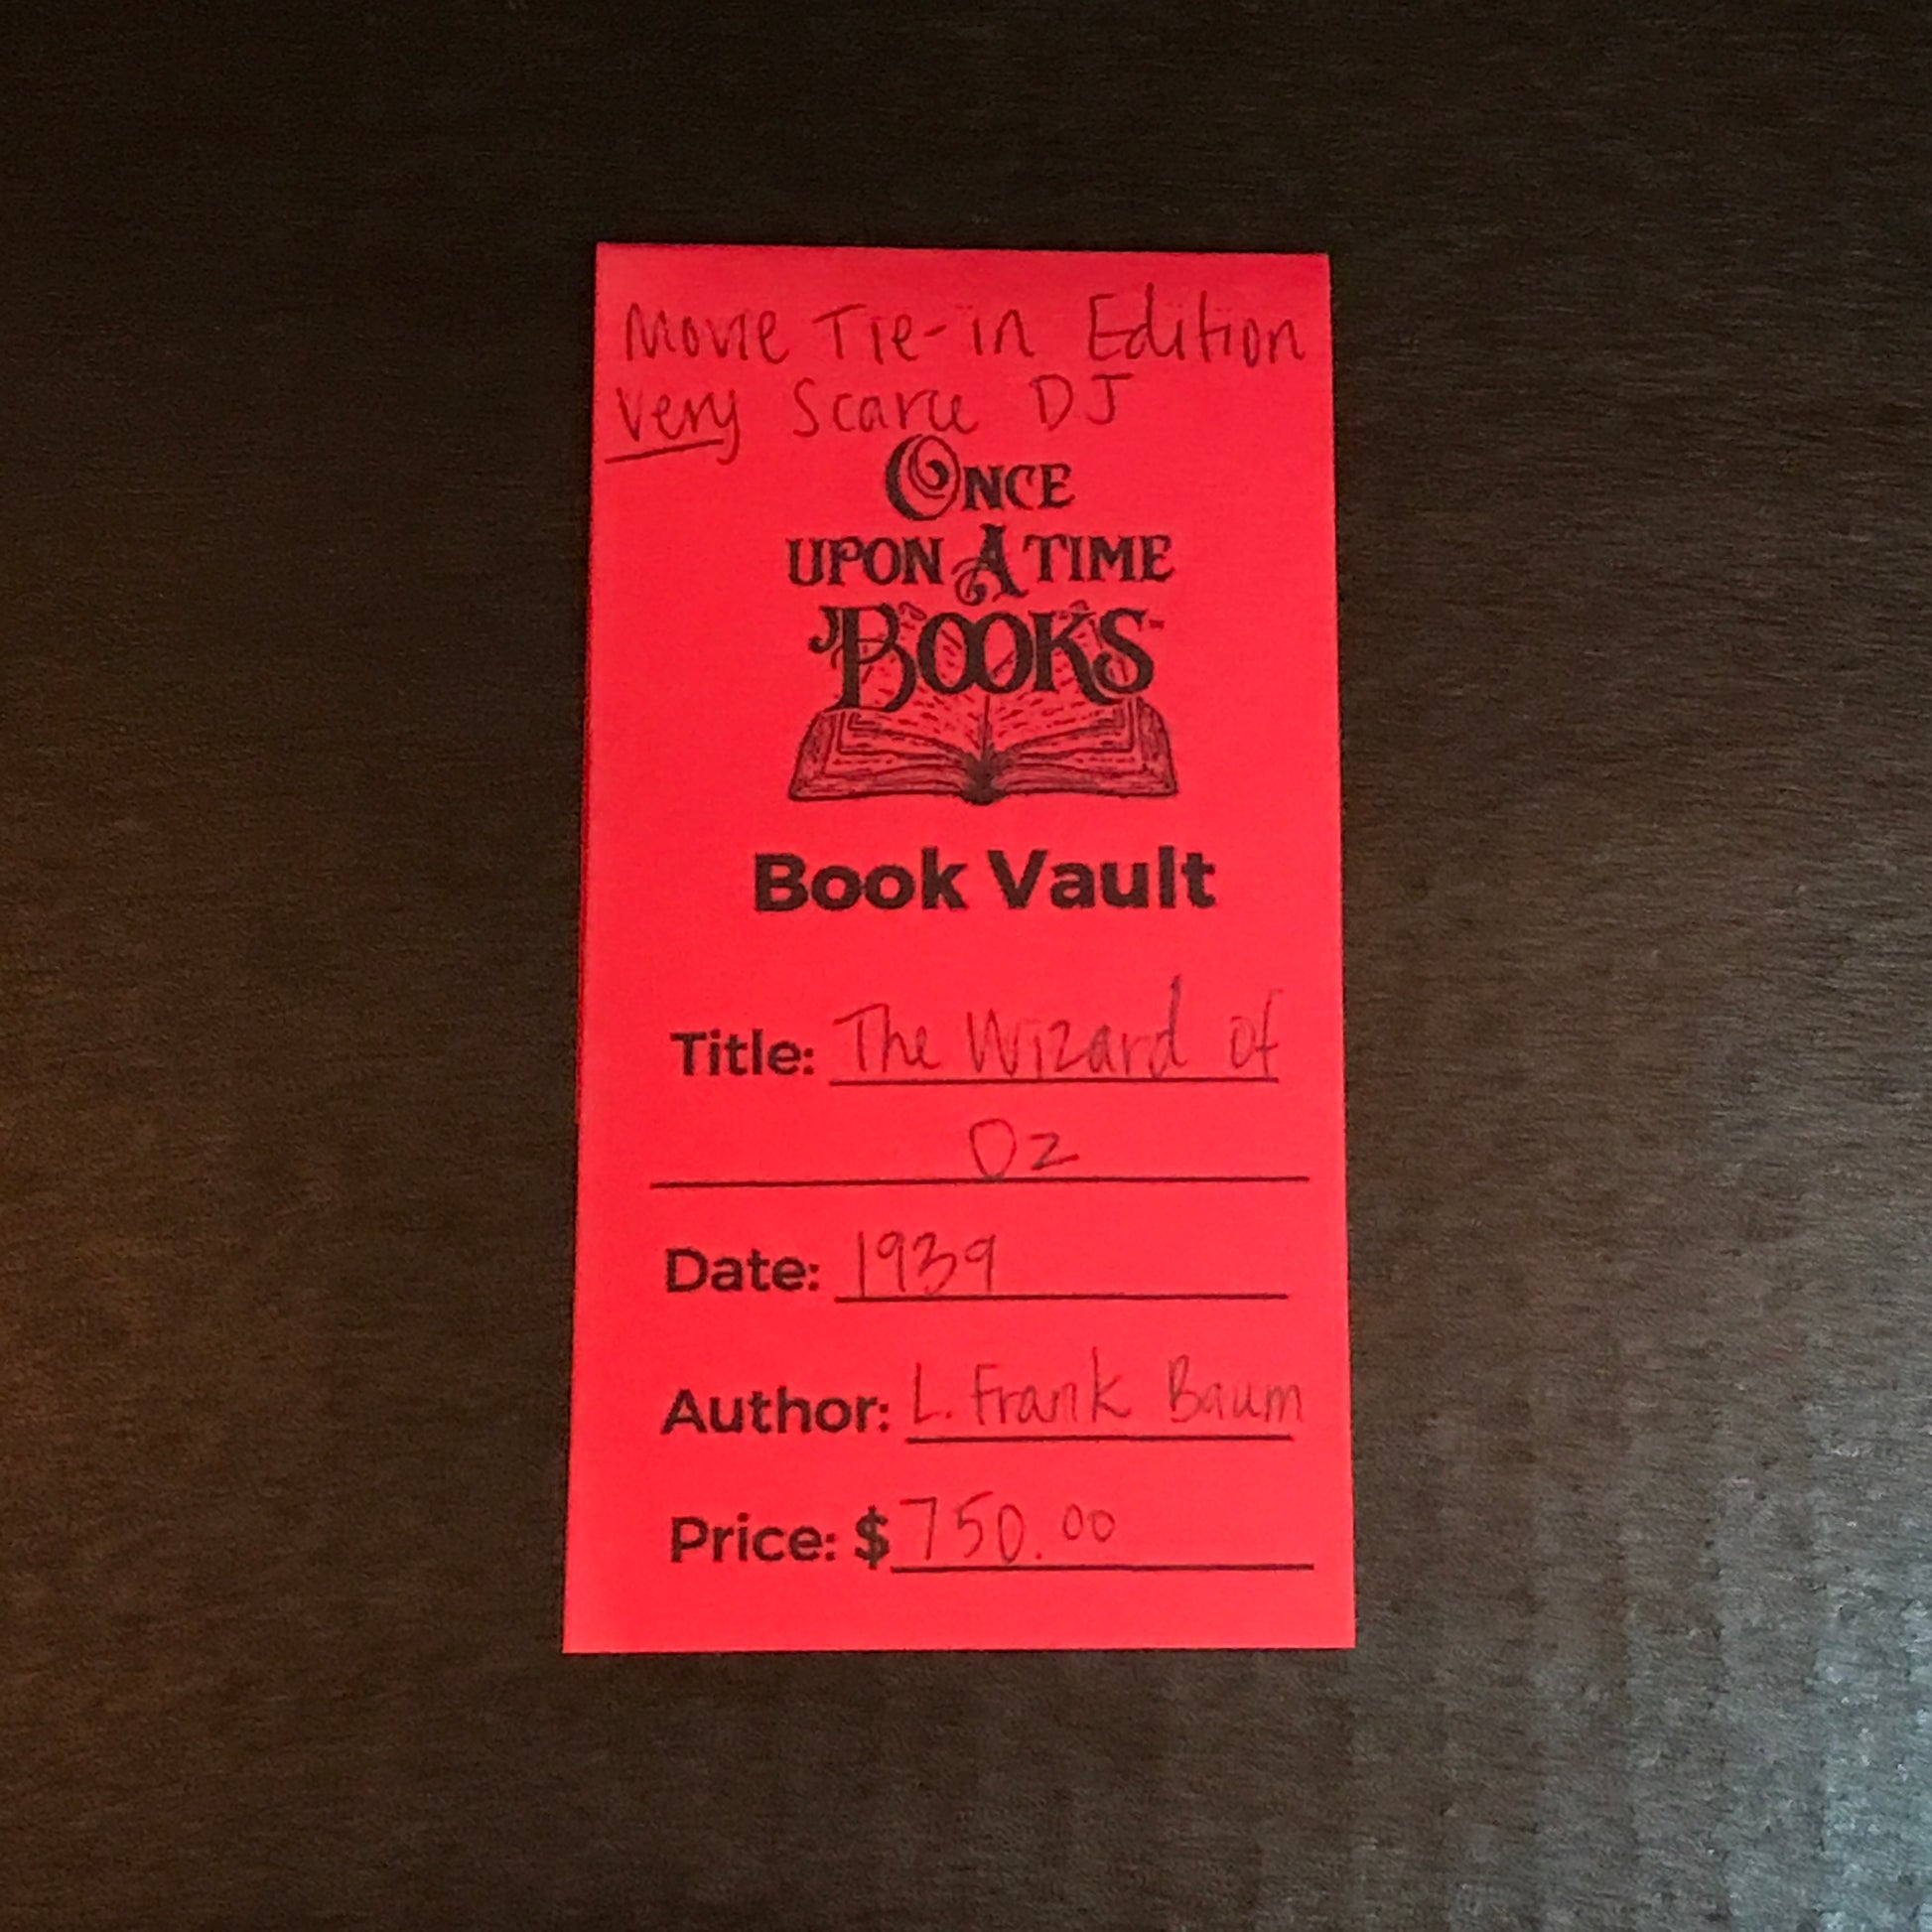 Movie Tie-in Edition
Very Scarce DJ
ONCE
UPON A TIME
BOOKS™
Book Vault
Title: The Wizard of
Oz
Date: 1939
Author: L. Frank Baum
Price: $750.00